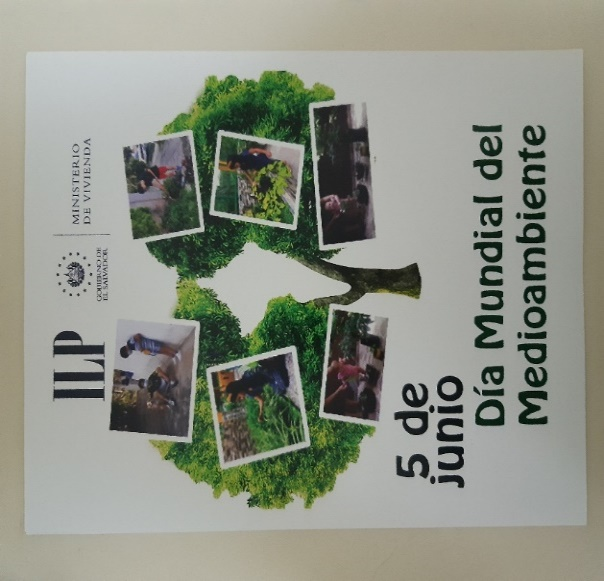 ILP
GOBIERNO DE
EL SALVADOR
MINISTERIO
DE VIVIENDA
5 de
junio
Día Mundial del
Medioambiente